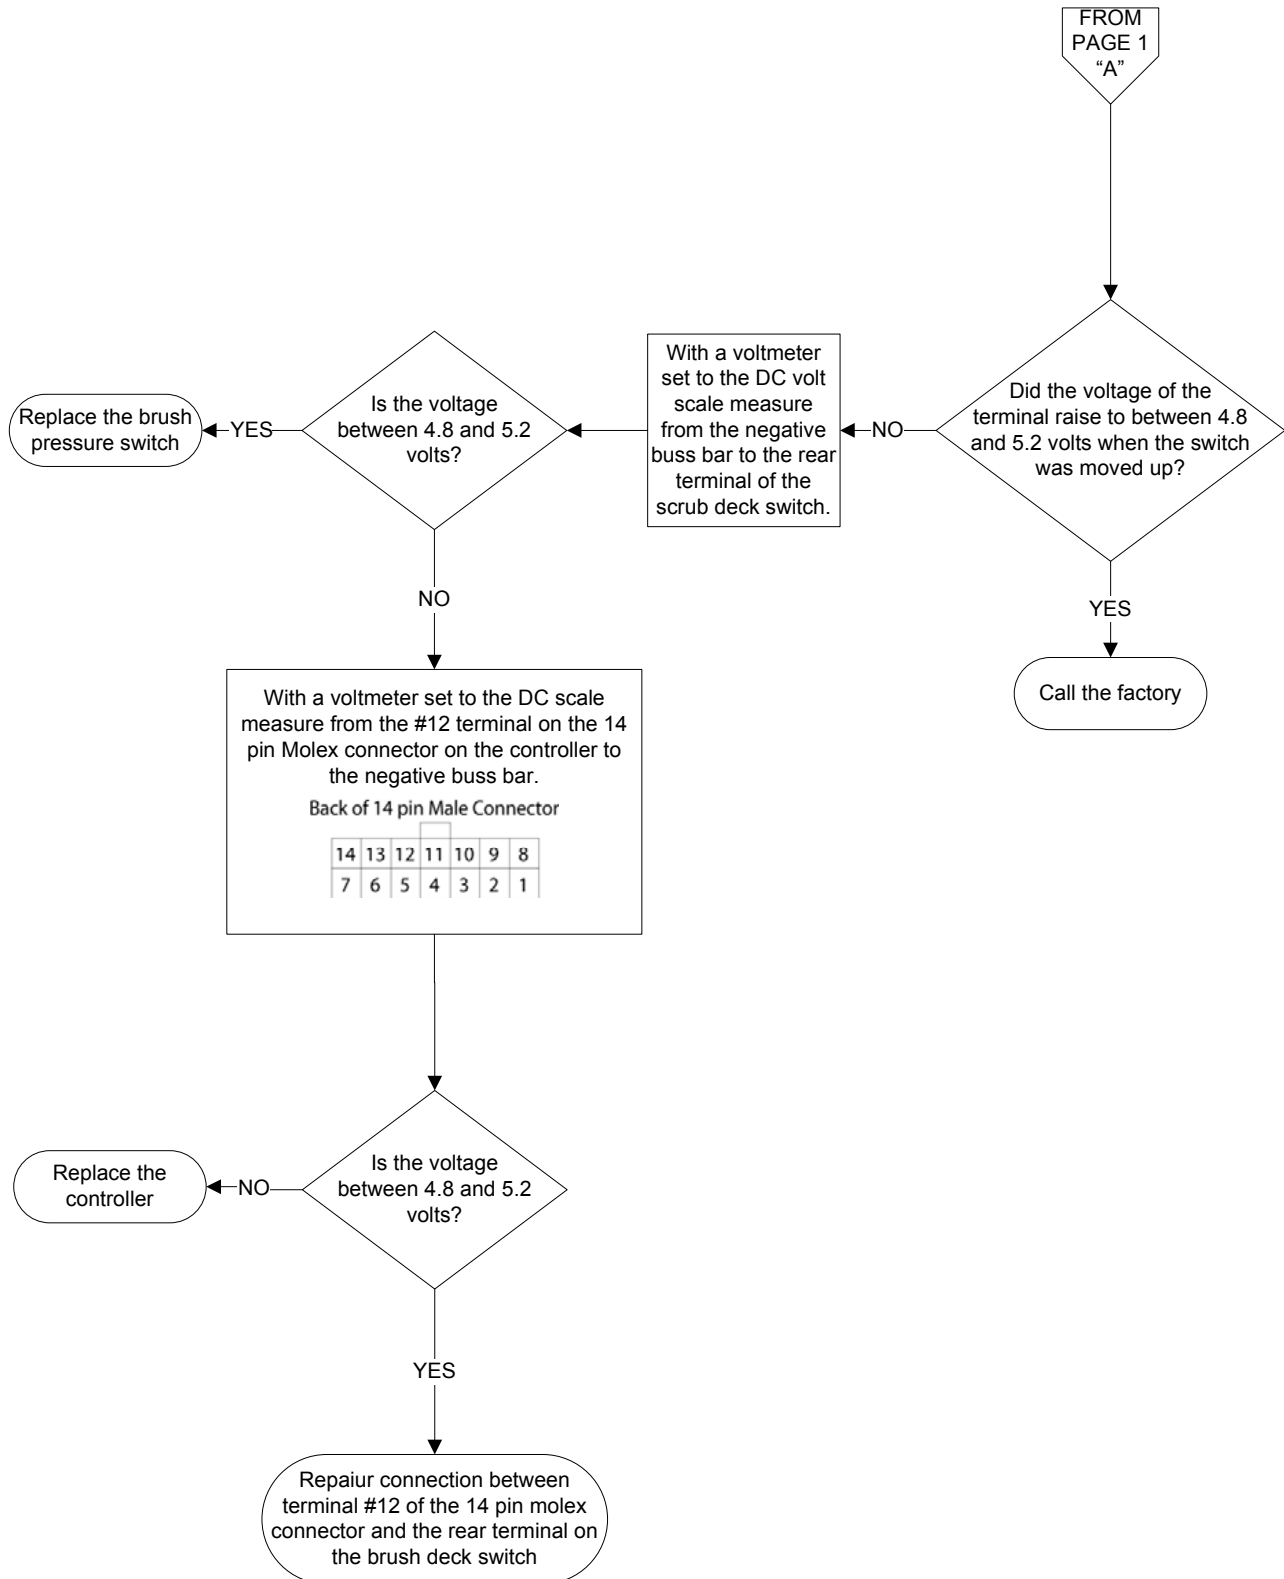 FROM
PAGE 1
“A”
Did the voltage of the
terminal raise to between 4.8
and 5.2 volts when the switch
was moved up?
NO
YES
Call the factory
With a voltmeter
set to the DC volt
scale measure
from the negative
buss bar to the rear
terminal of the
scrub deck switch.
Is the voltage
between 4.8 and 5.2
volts?
YES
Replace the brush
pressure switch
NO
With a voltmeter set to the DC scale
measure from the #12 terminal on the 14
pin Molex connector on the controller to
the negative buss bar.
Back of 14 pin Male Connector
14 13 12 11 10 9 8
7 6 5 4 3 2 1
Is the voltage
between 4.8 and 5.2
volts?
NO
Replace the
controller
YES
Repaiur connection between
terminal #12 of the 14 pin molex
connector and the rear terminal on
the brush deck switch